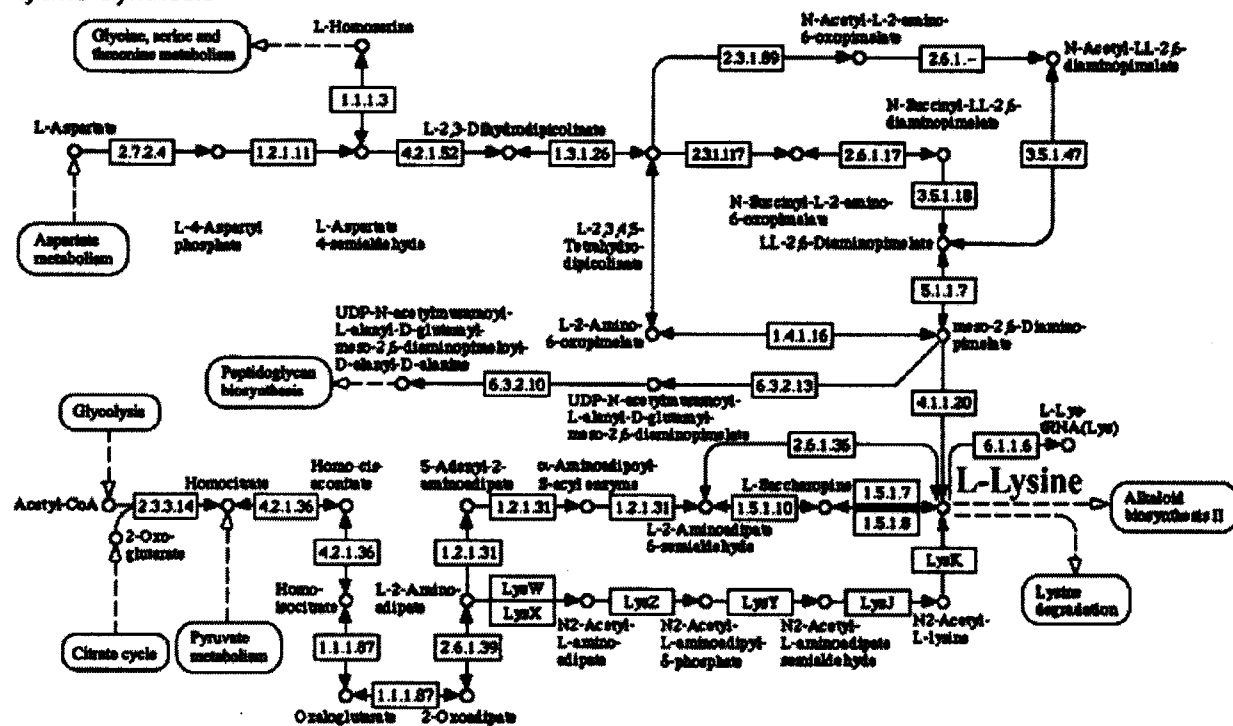 Glycine, serine and
threonine metabolism
L-Homoserine
1.1.1.3
N-Acetyl-L-2-amino-
6-oxopimelate
2.3.1.89
2.6.1.-
N-Acetyl-LL-2,6-
diaminopimelate
L-Aspartate
2.7.2.4
1.2.1.11
4.2.1.52
L-2,3-Dihydrodipicolinate
1.3.1.26
2.3.1.117
2.6.1.17
N-Succinyl-LL-2,6-
diaminopimelate
3.5.1.47
3.5.1.18
Aspartate
metabolism
L-4-Aspartyl
phosphate
L-Aspartate
4-semialdehyde
L-2,3,4,5-
Tetrahydro-
dipicolinate
N-Succinyl-L-2-amino-
6-oxopimelate
LL-2,6-Diaminopimelate
5.1.1.7
UDP-N-acetylmuramoyl-
L-alanyl-D-glutamyl-
meso-2,6-diaminopimeloyl-
D-alanyl-D-alanine
L-2-Amino-
6-oxopimelate
1.4.1.16
meso-2,6-Diamino-
pimelate
Peptidoglycan
biosynthesis
6.3.2.10
6.3.2.13
UDP-N-acetylmuramoyl-
L-alanyl-D-glutamyl-
meso-2,6-diaminopimelate
4.1.1.20
L-Lys-
tRNA(Lys)
6.1.1.6
2.6.1.36
Glycolysis
Acetyl-CoA
2.3.3.14
Homocitrate
4.2.1.36
Homo-cis-
aconitate
5-Adenyl-2-
aminoadipate
1.2.1.31
α-Aminoadipoyl-
S-acyl enzyme
1.2.1.31
L-2-Aminoadipate
6-semialdehyde
1.5.1.10
L-Saccharopine
1.5.1.7
1.5.1.8
L-Lysine
Alkaloid
biosynthesis II
2-Oxo-
glutarate
4.2.1.36
1.2.1.31
LysK
Lysine
degradation
Homo-
isocitrate
L-2-Amino-
adipate
LysW
LysX
LysZ
LysY
LysJ
N2-Acetyl-
L-amino-
adipate
N2-Acetyl-
L-aminoadipyl-
δ-phosphate
N2-Acetyl-
L-aminoadipate
semialdehyde
N2-Acetyl-
L-lysine
Citrate cycle
Pyruvate
metabolism
1.1.1.87
2.6.1.39
1.1.1.87
Oxaloglutarate
2-Oxoadipate